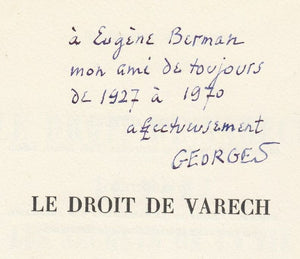 à Eugène Berman
mon ami de toujours
de 1927 à 1970
affectueusement
GEORGES
LE DROIT DE VARECH